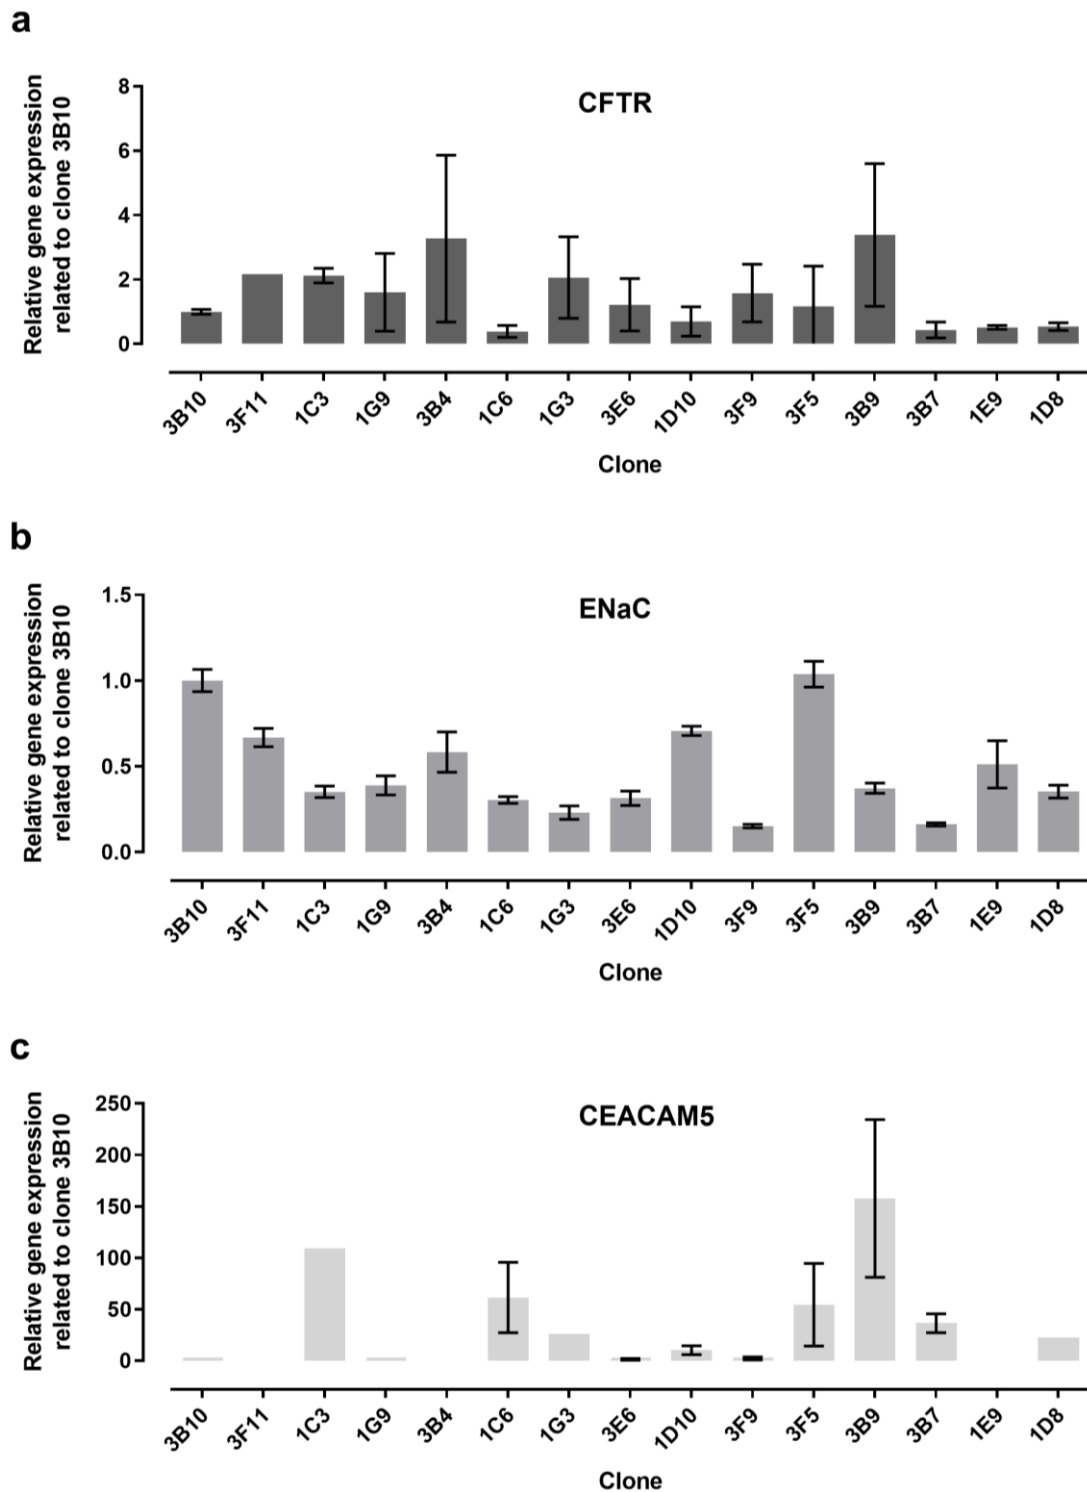 a
CFTR
Relative gene expression
related to clone 3B10
8
6
4
2
0
3B10 3F11 1C3 1G9 3B4 1C6 1G3 3E6 1D10 3F9 3F5 3B9 3B7 1E9 1D8
Clone
b
ENaC
Relative gene expression
related to clone 3B10
1.5
1.0
0.5
0.0
3B10 3F11 1C3 1G9 3B4 1C6 1G3 3E6 1D10 3F9 3F5 3B9 3B7 1E9 1D8
Clone
c
CEACAM5
Relative gene expression
related to clone 3B10
250
200
150
100
50
0
3B10 3F11 1C3 1G9 3B4 1C6 1G3 3E6 1D10 3F9 3F5 3B9 3B7 1E9 1D8
Clone